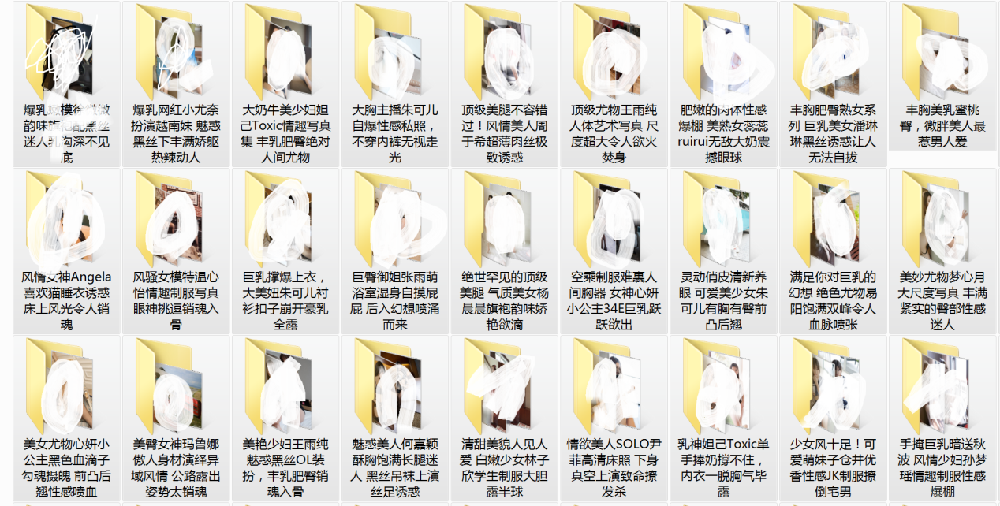 爆乳嫩模徐微微
韵味旗袍配黑丝
迷人乳沟深不见
底
爆乳网红小尤奈
扮演越南妹 魅惑
黑丝下丰满娇躯
热辣动人
大奶牛美少妇妲
己Toxic情趣写真
集 丰乳肥臀绝对
人间尤物
大胸主播朱可儿
自爆性感私照，
不穿内裤无视走
光
顶级美腿不容错
过！风情美人周
于希超薄肉丝极
致诱惑
顶级尤物王雨纯
人体艺术写真 尺
度超大令人欲火
焚身
肥嫩的肉体性感
爆棚 美熟女蕊蕊
ruirui无敌大奶震
撼眼球
丰胸肥臀熟女系
列 巨乳美女潘琳
琳黑丝诱惑让人
无法自拔
丰胸美乳蜜桃
臀，微胖美人最
惹男人爱
风情女神Angela
喜欢猫睡衣诱惑
床上风光令人销
魂
风骚女模特温心
怡情趣制服写真
眼神挑逗销魂入
骨
巨乳撑爆上衣，
大美妞朱可儿衬
衫扣子崩开豪乳
全露
巨臀御姐张雨萌
浴室湿身自摸屁
屁 后入幻想喷涌
而来
绝世罕见的顶级
美腿 气质美女杨
晨晨旗袍韵味娇
艳欲滴
空乘制服难裹人
间胸器 女神心妍
小公主34E巨乳跃
跃欲出
灵动俏皮清新养
眼 可爱美少女朱
可儿有胸有臀前
凸后翘
满足你对巨乳的
幻想 绝色尤物易
阳饱满双峰令人
血脉喷张
美妙尤物梦心月
大尺度写真 丰满
紧实的臀部性感
迷人
美女尤物心妍小
公主黑色血滴子
勾魂摄魄 前凸后
翘性感喷血
美臀女神玛鲁娜
傲人身材演绎异
域风情 公路露出
姿势太销魂
美艳少妇王雨纯
魅惑黑丝OL装
扮，丰乳肥臀销
魂入骨
魅惑美人何嘉颖
酥胸饱满长腿迷
人 黑丝吊袜上演
丝足诱惑
清甜美貌人见人
爱 白嫩少女林子
欣学生制服大胆
露半球
情欲美人SOLO尹
菲高清床照 下身
真空上演致命撩
发杀
乳神妲己Toxic单
手捧奶撑不住，
内衣一脱胸气毕
露
少女风十足！可
爱萌妹子仓井优
香性感JK制服撩
倒宅男
手掩巨乳暗送秋
波 风情少妇孙梦
瑶情趣制服性感
爆棚